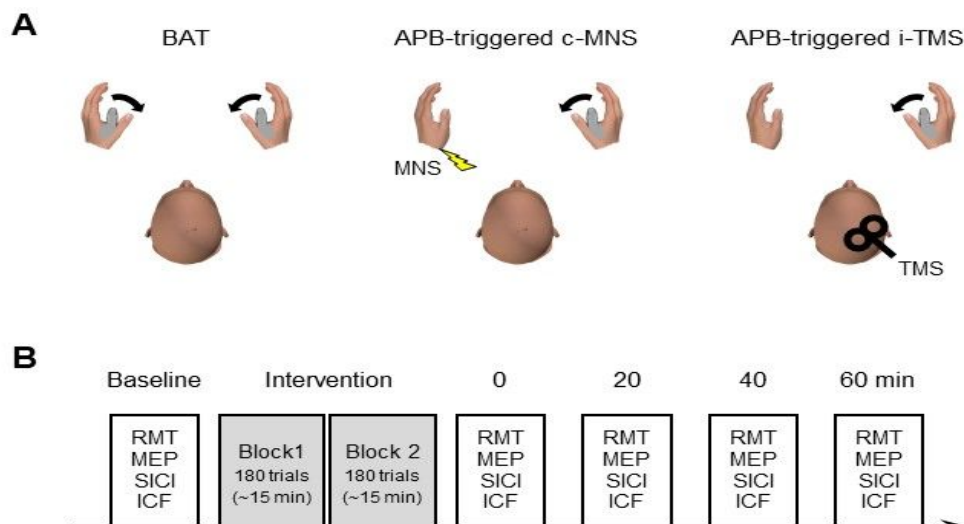 A
BAT
APB-triggered c-MNS
APB-triggered i-TMS
MNS
TMS
B
Baseline
Intervention
0
20
40
60 min
RMT
MEP
SICI
ICF
Block1
180 trials
(~15 min)
Block 2
180 trials
(~15 min)
RMT
MEP
SICI
ICF
RMT
MEP
SICI
ICF
RMT
MEP
SICI
ICF
RMT
MEP
SICI
ICF